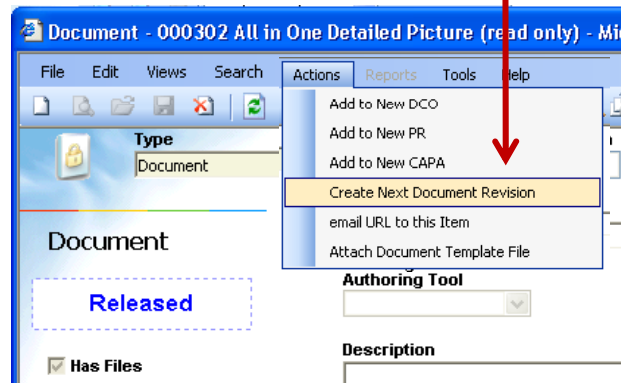 Document - 000302 All in One Detailed Picture (read only) - Mi
File Edit Views Search Actions Reports Tools Help
Add to New DCO
Add to New PR
Add to New CAPA
Create Next Document Revision
email URL to this Item
Attach Document Template File
Type
Document
Document
Released
Authoring Tool
Has Files
Description